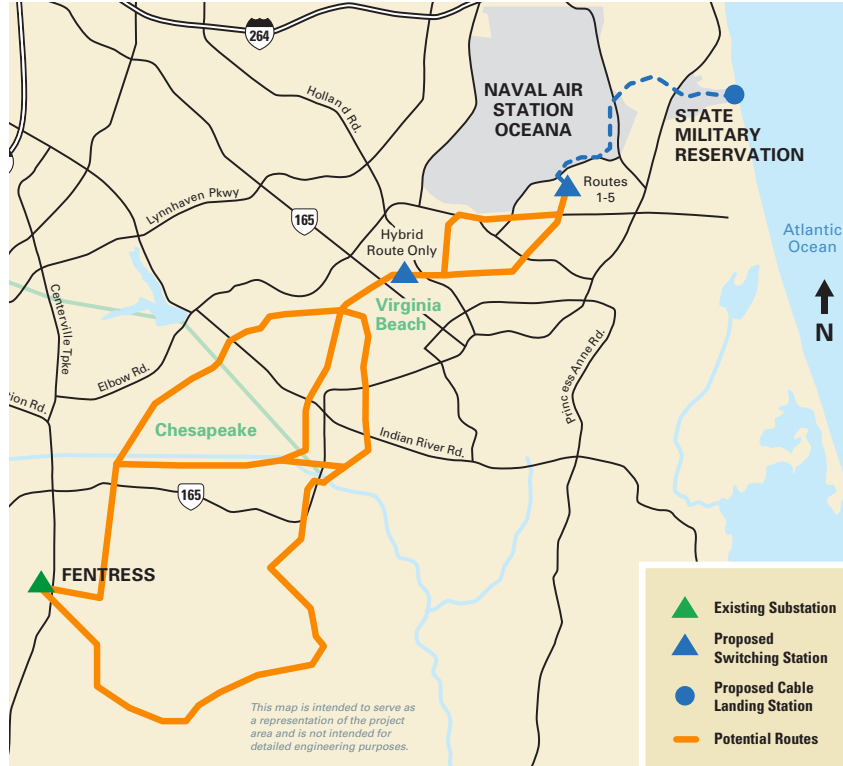 264
Holland Rd.
NAVAL AIR
STATION
OCEANA
STATE
MILITARY
RESERVATION
Routes
1-5
Lynnhaven Pkwy
165
Hybrid
Route Only
Atlantic
Ocean
N
Virginia
Beach
Centerville Tpke
Elbow Rd.
Princess Anne Rd.
ion Rd.
Chesapeake
Indian River Rd.
165
FENTRESS
Existing Substation
Proposed
Switching Station
Proposed Cable
Landing Station
Potential Routes
This map is intended to serve as
a representation of the project
area and is not intended for
detailed engineering purposes.